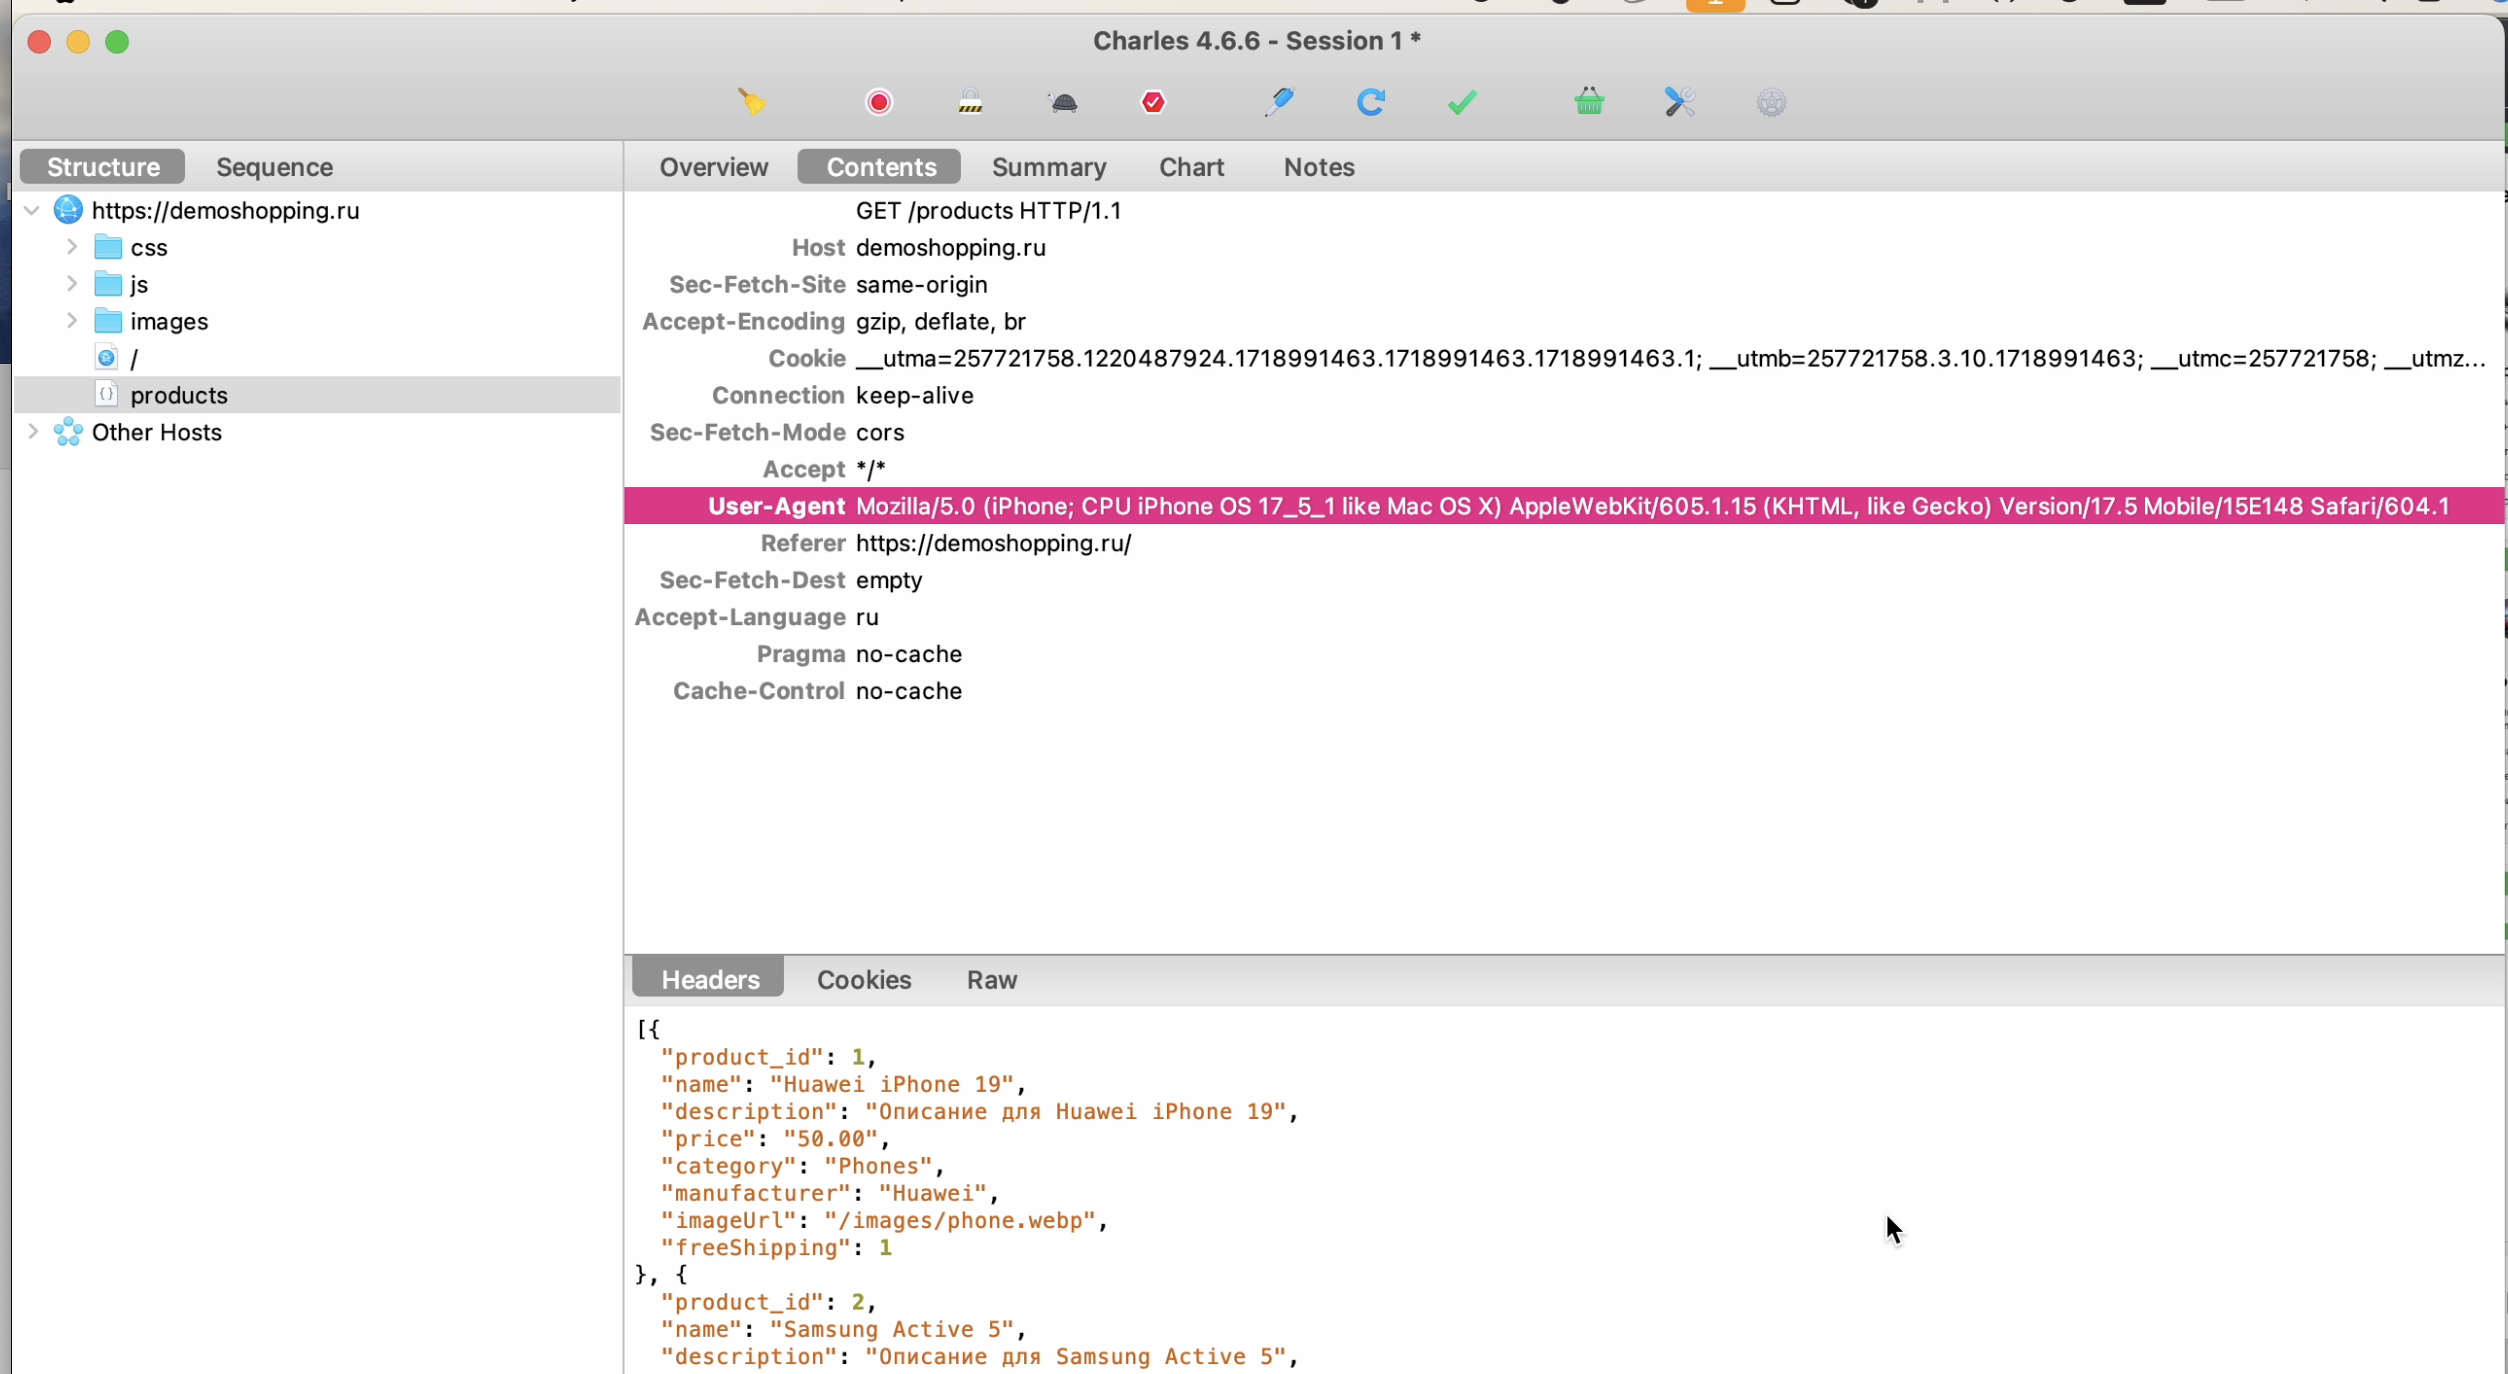 Charles 4.6.6 - Session 1 *
Structure
Sequence
Overview
Contents
Summary
Chart
Notes
https://demoshopping.ru
css
js
images
/
products
Other Hosts
GET /products HTTP/1.1
Host demoshopping.ru
Sec-Fetch-Site same-origin
Accept-Encoding gzip, deflate, br
Cookie __utma=257721758.1220487924.1718991463.1718991463.1718991463.1; __utmb=257721758.3.10.1718991463; __utmc=257721758; __utmz...
Connection keep-alive
Sec-Fetch-Mode cors
Accept */*
User-Agent Mozilla/5.0 (iPhone; CPU iPhone OS 17_5_1 like Mac OS X) AppleWebKit/605.1.15 (KHTML, like Gecko) Version/17.5 Mobile/15E148 Safari/604.1
Referer https://demoshopping.ru/
Sec-Fetch-Dest empty
Accept-Language ru
Pragma no-cache
Cache-Control no-cache
Headers
Cookies
Raw
[{
"product_id": 1,
"name": "Huawei iPhone 19",
"description": "Описание для Huawei iPhone 19",
"price": "50.00",
"category": "Phones",
"manufacturer": "Huawei",
"imageUrl": "/images/phone.webp",
"freeShipping": 1
}, {
"product_id": 2,
"name": "Samsung Active 5",
"description": "Описание для Samsung Active 5",